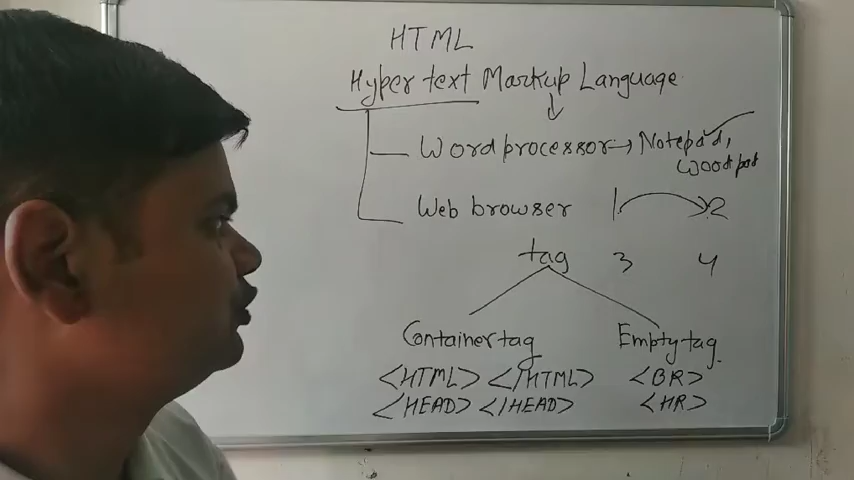 HTML
Hyper text Markup Language
Word processor → Notepad,
Woodpad
Web browser 1 2
tag 3 4
Container tag Empty tag
<HTML> </HTML> <BR>
<HEAD> </HEAD> <HR>